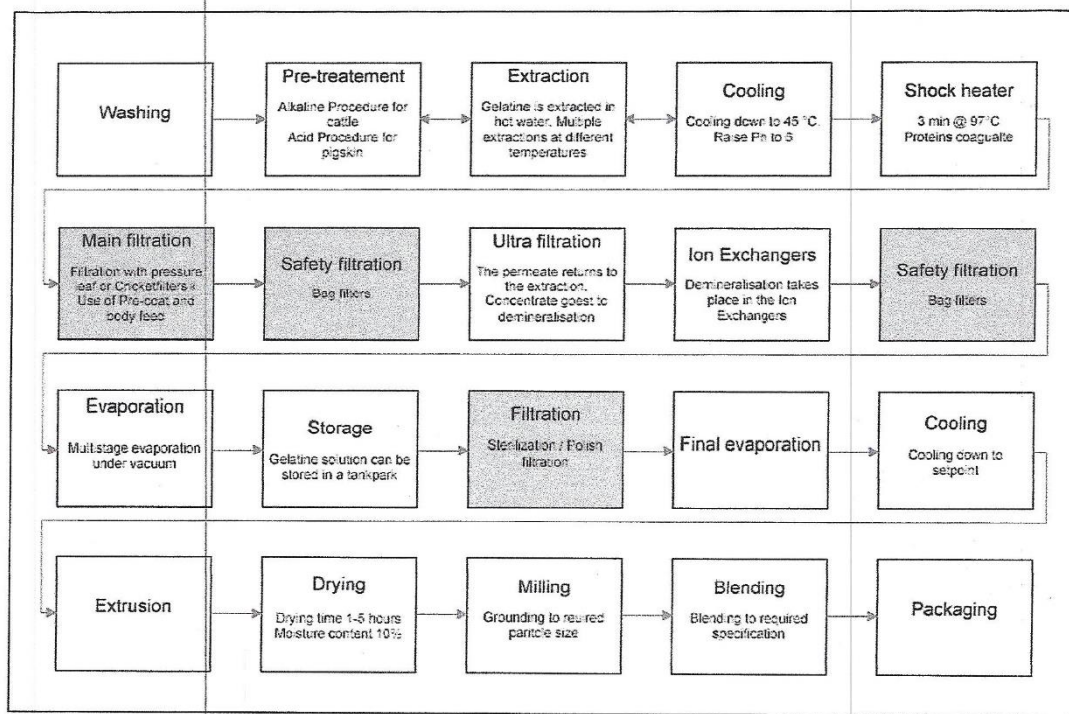 Washing
Pre-treatement
Alkaline Procedure for
cattle
Acid Procedure for
pigskin
Extraction
Gelatine is extracted in
hot water. Multiple
extractions at different
temperatures
Cooling
Cooling down to 45 °C.
Raise Ph to 5
Shock heater
3 min @ 97°C
Proteins coagualte
Main filtration
Filtration with pressure
leaf or Cricketfilters
Use of Pre-coat and
body feed
Safety filtration
Bag filters
Ultra filtration
The permeate returns to
the extraction.
Concentrate goest to
demineralisation
Ion Exchangers
Demineralisation takes
place in the Ion
Exchangers
Safety filtration
Bag filters
Evaporation
Multistage evaporation
under vacuum
Storage
Gelatine solution can be
stored in a tankpark
Filtration
Sterilization / Polish
filtration
Final evaporation
Cooling
Cooling down to
setpoint
Extrusion
Drying
Drying time 1-5 hours
Moisture content 10%
Milling
Grounding to
particle size
Blending
Blending to required
specification
Packaging